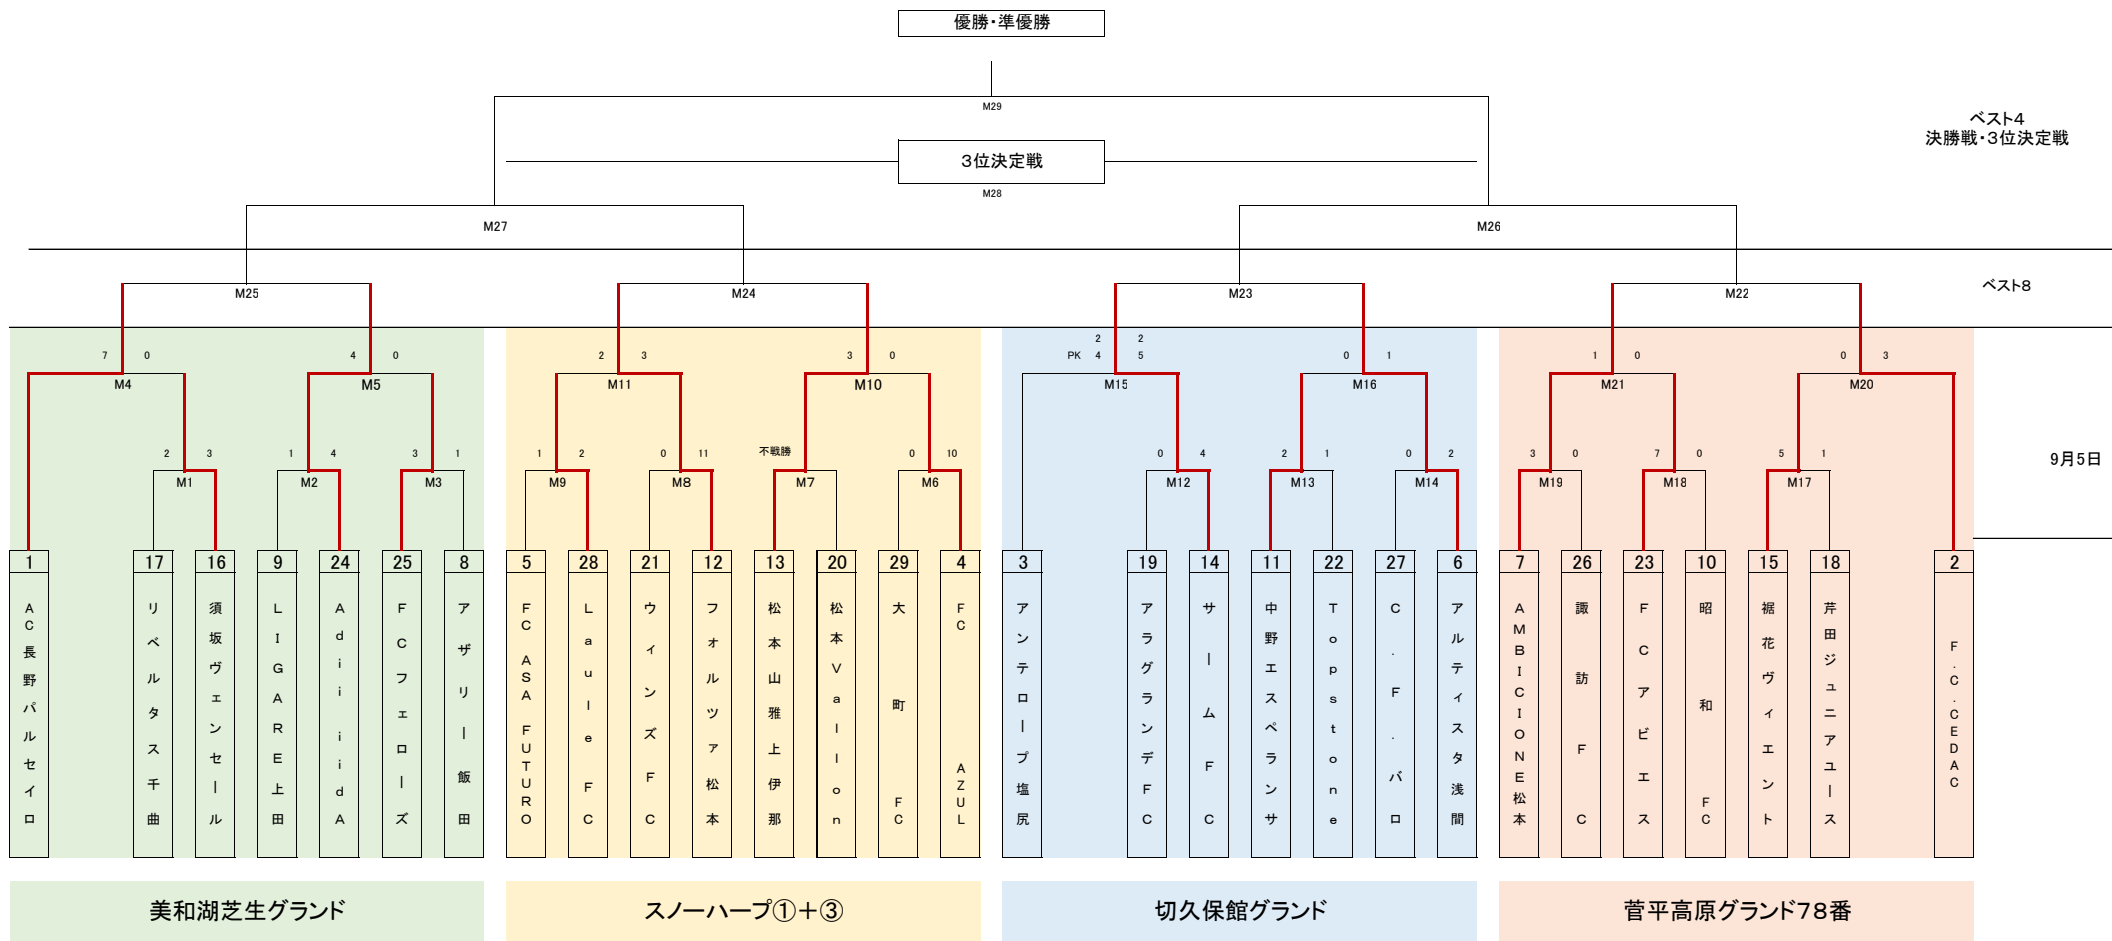 優勝・準優勝
M29
ベスト4
決勝戦・3位決定戦
3位決定戦
M28
M27
M26
M25
M24
M23
M22
ベスト8
2 2
7 0
4 0
2 3
3 0
PK 4 5
0 1
1 0
0 3
M4
M5
M11
M10
M15
M16
M21
M20
2 3
1 4
3 1
1 2
0 11
不戦勝
0 10
0 4
2 1
0 2
3 0
7 0
5 1
9月5日
M1
M2
M3
M9
M8
M7
M6
M12
M13
M14
M19
M18
M17
1
AC長野パルセイロ
17
リベルタス千曲
16
須坂ヴェンセール
9
LIGARE上田
24
Adii iidA
25
FCフェローズ
8
アザリー飯田
5
FC ASA FUTURO
28
Laule FC
21
ウィンズFC
12
フォルツァ松本
13
松本山雅上伊那
20
松本Vallon
29
大町FC
4
FC AZUL
3
アンテロープ塩尻
19
アラグランデFC
14
サームFC
11
中野エスペランサ
22
Topstone
27
C.F.バロ
6
アルティスタ浅間
7
AMBICIONE松本
26
諏訪FC
23
FCアビエス
10
昭和FC
15
裾花ヴィエント
18
芹田ジュニアユース
2
F.C.CEDAC
美和湖芝生グランド
スノーハープ①＋③
切久保館グランド
菅平高原グランド78番